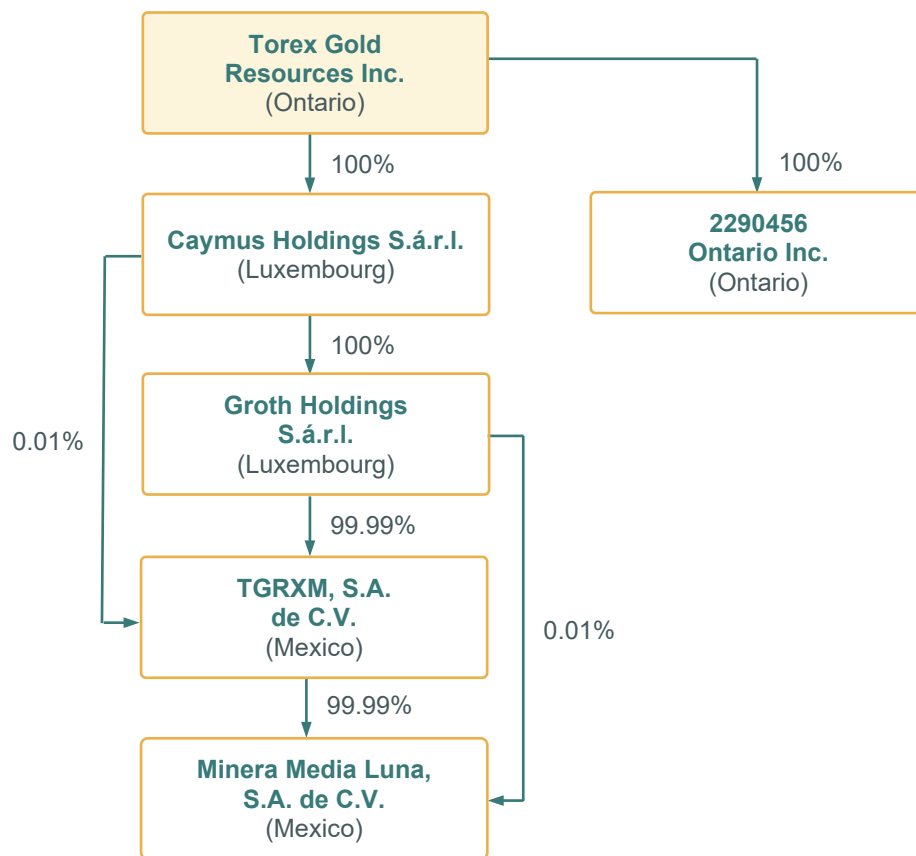 Torex Gold
Resources Inc.
(Ontario)
100%
100%
Caymus Holdings S.á.r.l.
(Luxembourg)
2290456
Ontario Inc.
(Ontario)
100%
Groth Holdings
S.á.r.l.
(Luxembourg)
0.01%
99.99%
TGRXM, S.A.
de C.V.
(Mexico)
0.01%
99.99%
Minera Media Luna,
S.A. de C.V.
(Mexico)